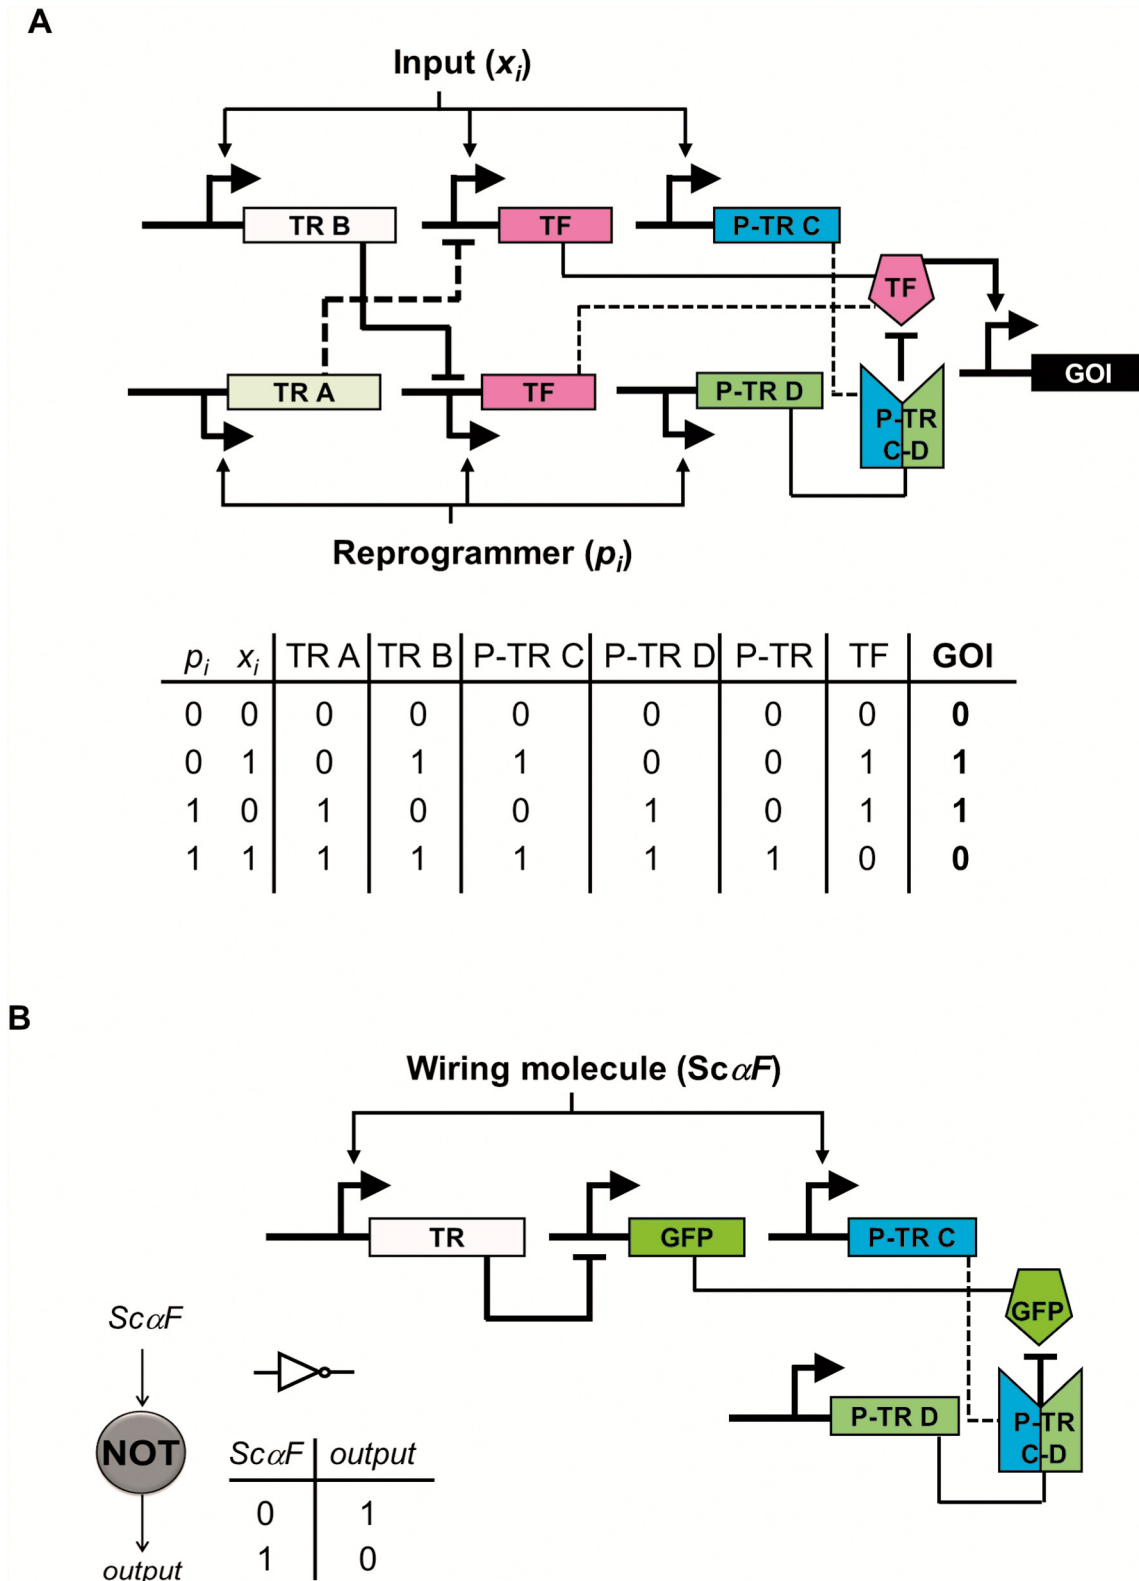 A
Input (xi)
TR B
TF
P-TR C
TF
TR A
TF
P-TR D
GOI
P-TR
C-D
Reprogrammer (pi)
pi xi TR A TR B P-TR C P-TR D P-TR TF GOI
0 0 0 0 0 0 0 0 0
0 1 0 1 1 0 0 1 1
1 0 1 0 0 1 0 1 1
1 1 1 1 1 1 1 0 0
B
Wiring molecule (ScαF)
TR
GFP
P-TR C
GFP
P-TR D
P-TR
C-D
ScαF
NOT
output
ScαF output
0 1
1 0